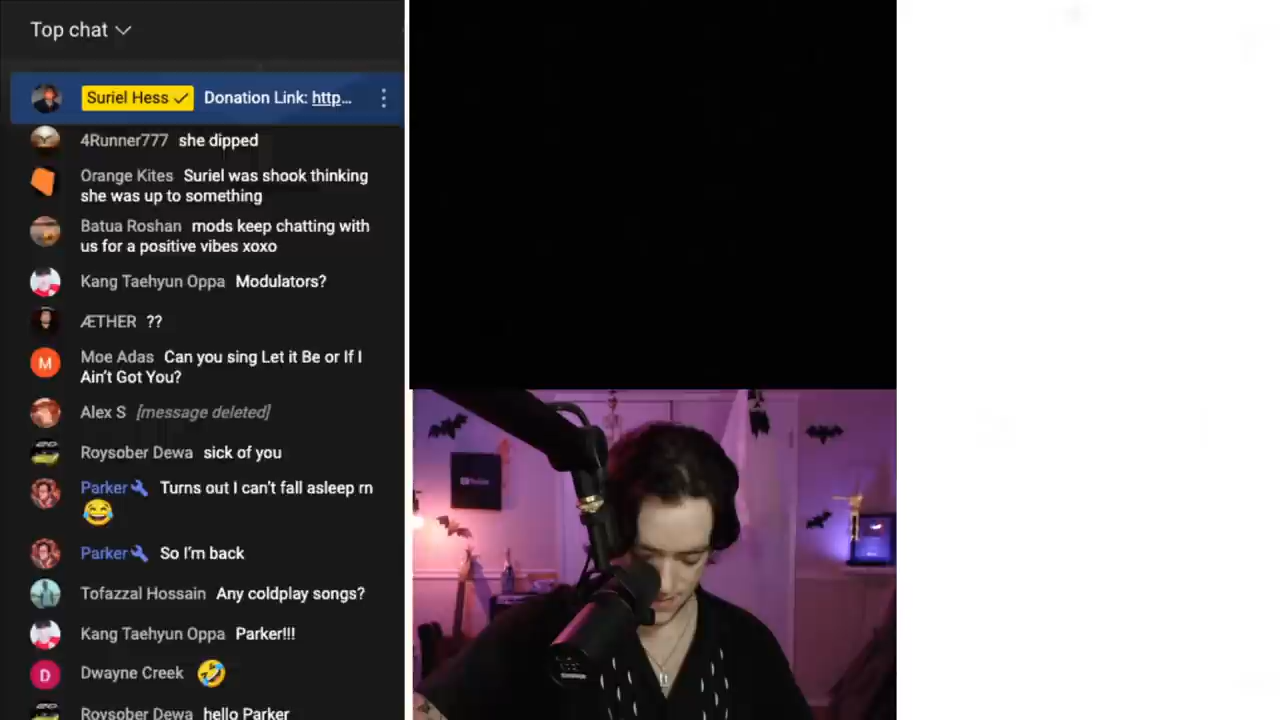 Top chat
Suriel Hess Donation Link: http...
4Runner777 she dipped
Orange Kites Suriel was shook thinking
she was up to something
Batua Roshan mods keep chatting with
us for a positive vibes xoxo
Kang Taehyun Oppa Modulators?
ÆTHER ??
M
Moe Adas Can you sing Let it Be or If I
Ain't Got You?
Alex S [message deleted]
Roysober Dewa sick of you
Parker Turns out I can't fall asleep rn
😂
Parker So I'm back
Tofazzal Hossain Any coldplay songs?
Kang Taehyun Oppa Parker!!!
D
Dwayne Creek 🤣
Roysober Dewa hello Parker
YouTube